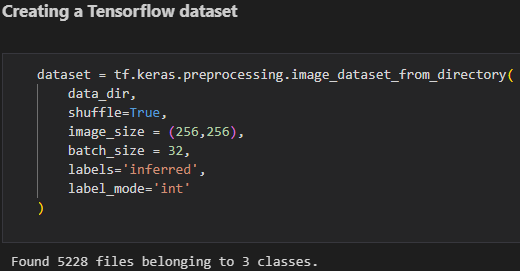 Creating a Tensorflow dataset
dataset = tf.keras.preprocessing.image_dataset_from_directory(
    data_dir,
    shuffle=True,
    image_size = (256,256),
    batch_size = 32,
    labels='inferred',
    label_mode='int'
)
Found 5228 files belonging to 3 classes.